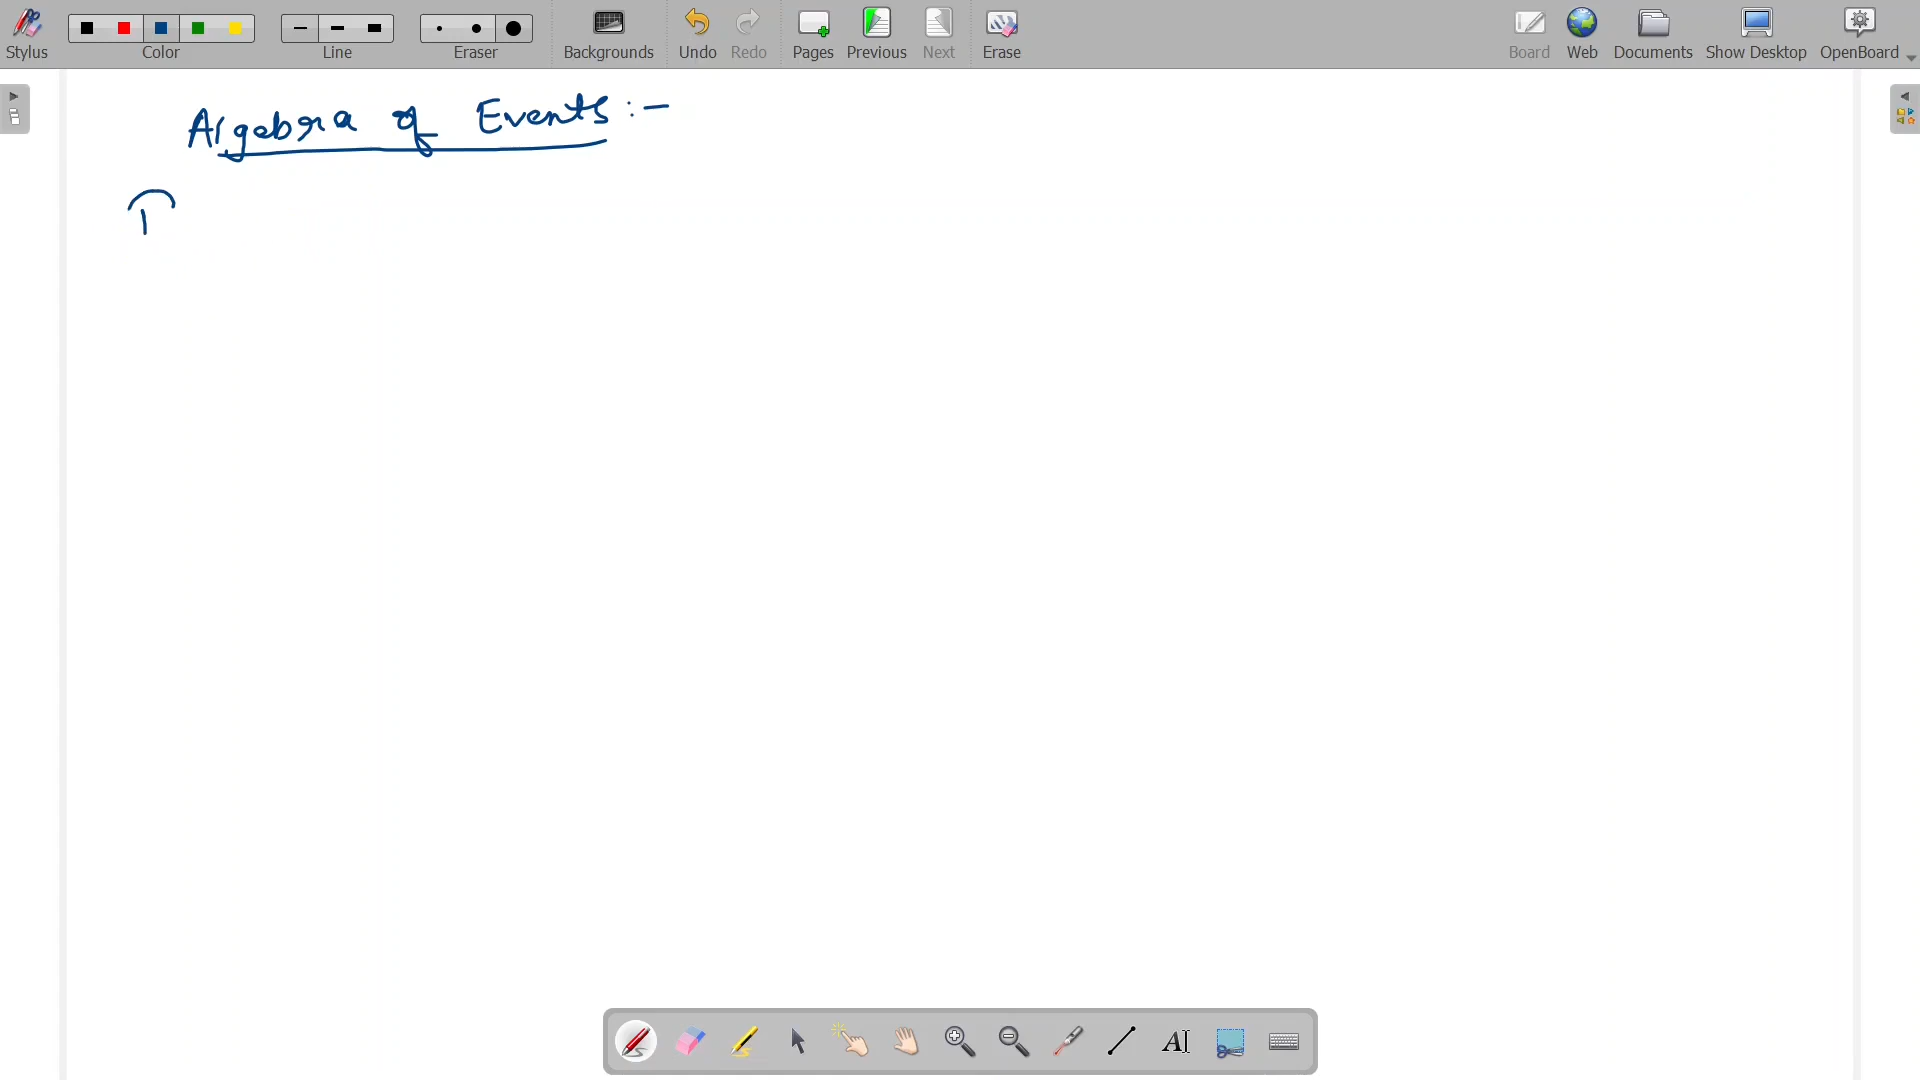 Stylus Color Line Eraser Backgrounds Undo Redo Pages Previous Next Erase Board Web Documents Show Desktop OpenBoard
Algebra of Events :-